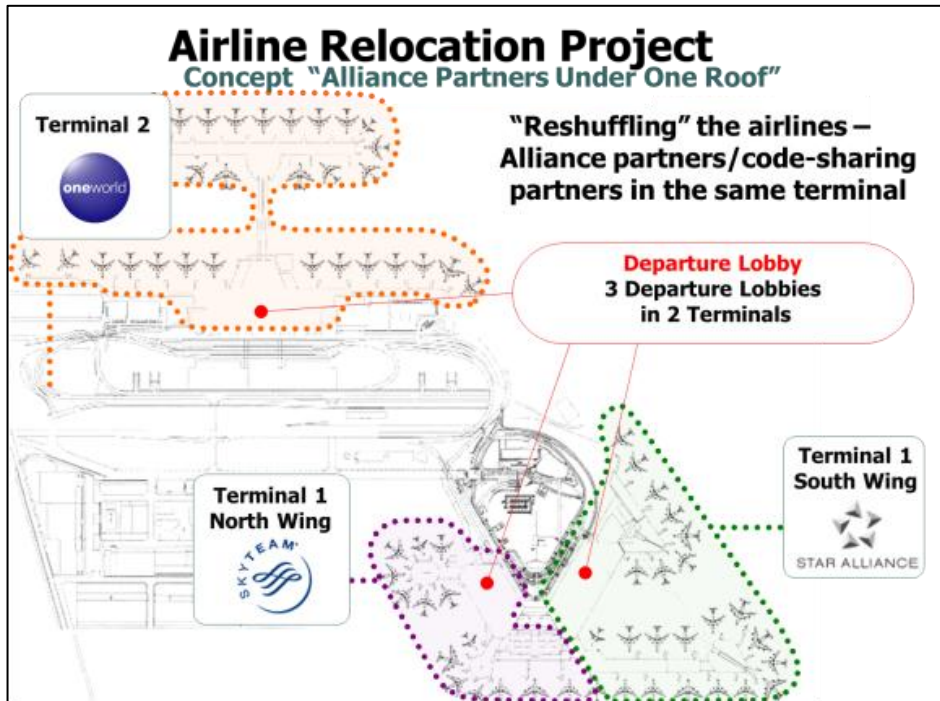 Airline Relocation Project
Concept “Alliance Partners Under One Roof”
Terminal 2
oneworld
“Reshuffling” the airlines –
Alliance partners/code-sharing
partners in the same terminal
Departure Lobby
3 Departure Lobbies
in 2 Terminals
Terminal 1
North Wing
SKYTEAM
Terminal 1
South Wing
STAR ALLIANCE